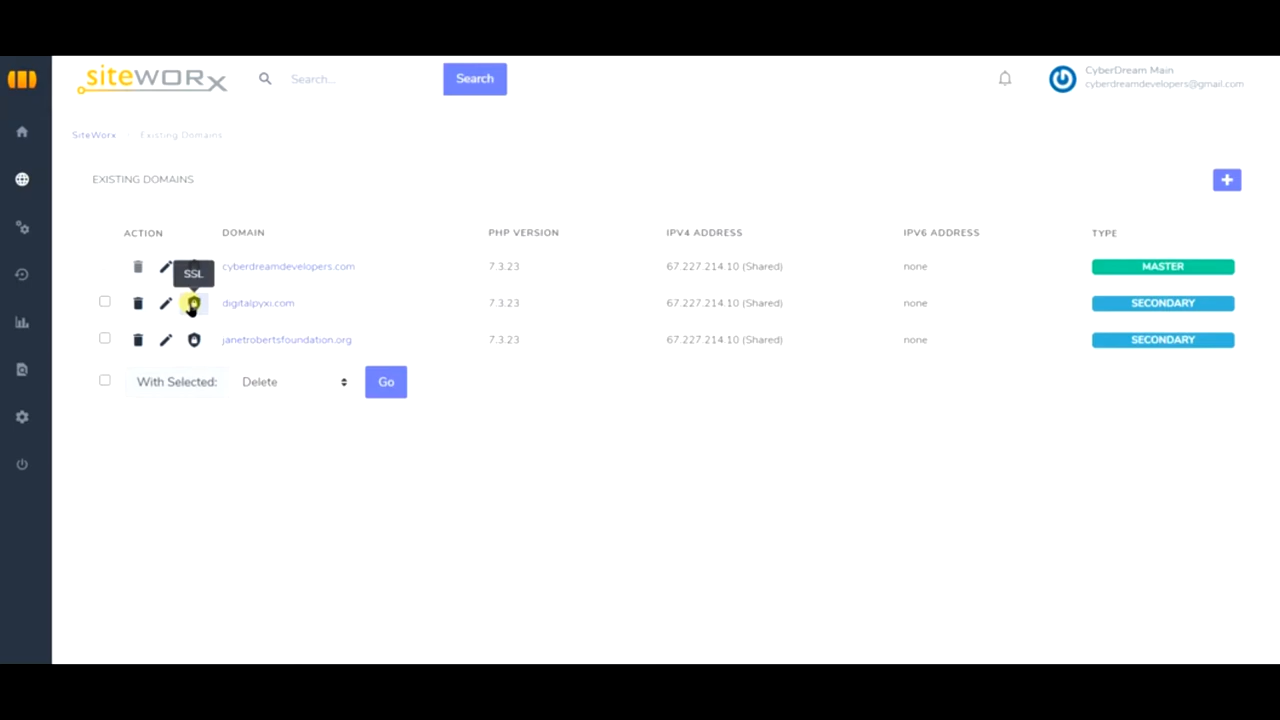 siteworx
Search...
Search
CyberDream Main
cyberdreamdevelopers@gmail.com
SiteWorx
Existing Domains
EXISTING DOMAINS
ACTION DOMAIN PHP VERSION IPV4 ADDRESS IPV6 ADDRESS TYPE
cyberdreamdevelopers.com 7.3.23 67.227.214.10 (Shared) none MASTER
SSL
digitalpyxi.com 7.3.23 67.227.214.10 (Shared) none SECONDARY
janetrobertsfoundation.org 7.3.23 67.227.214.10 (Shared) none SECONDARY
With Selected: Delete Go